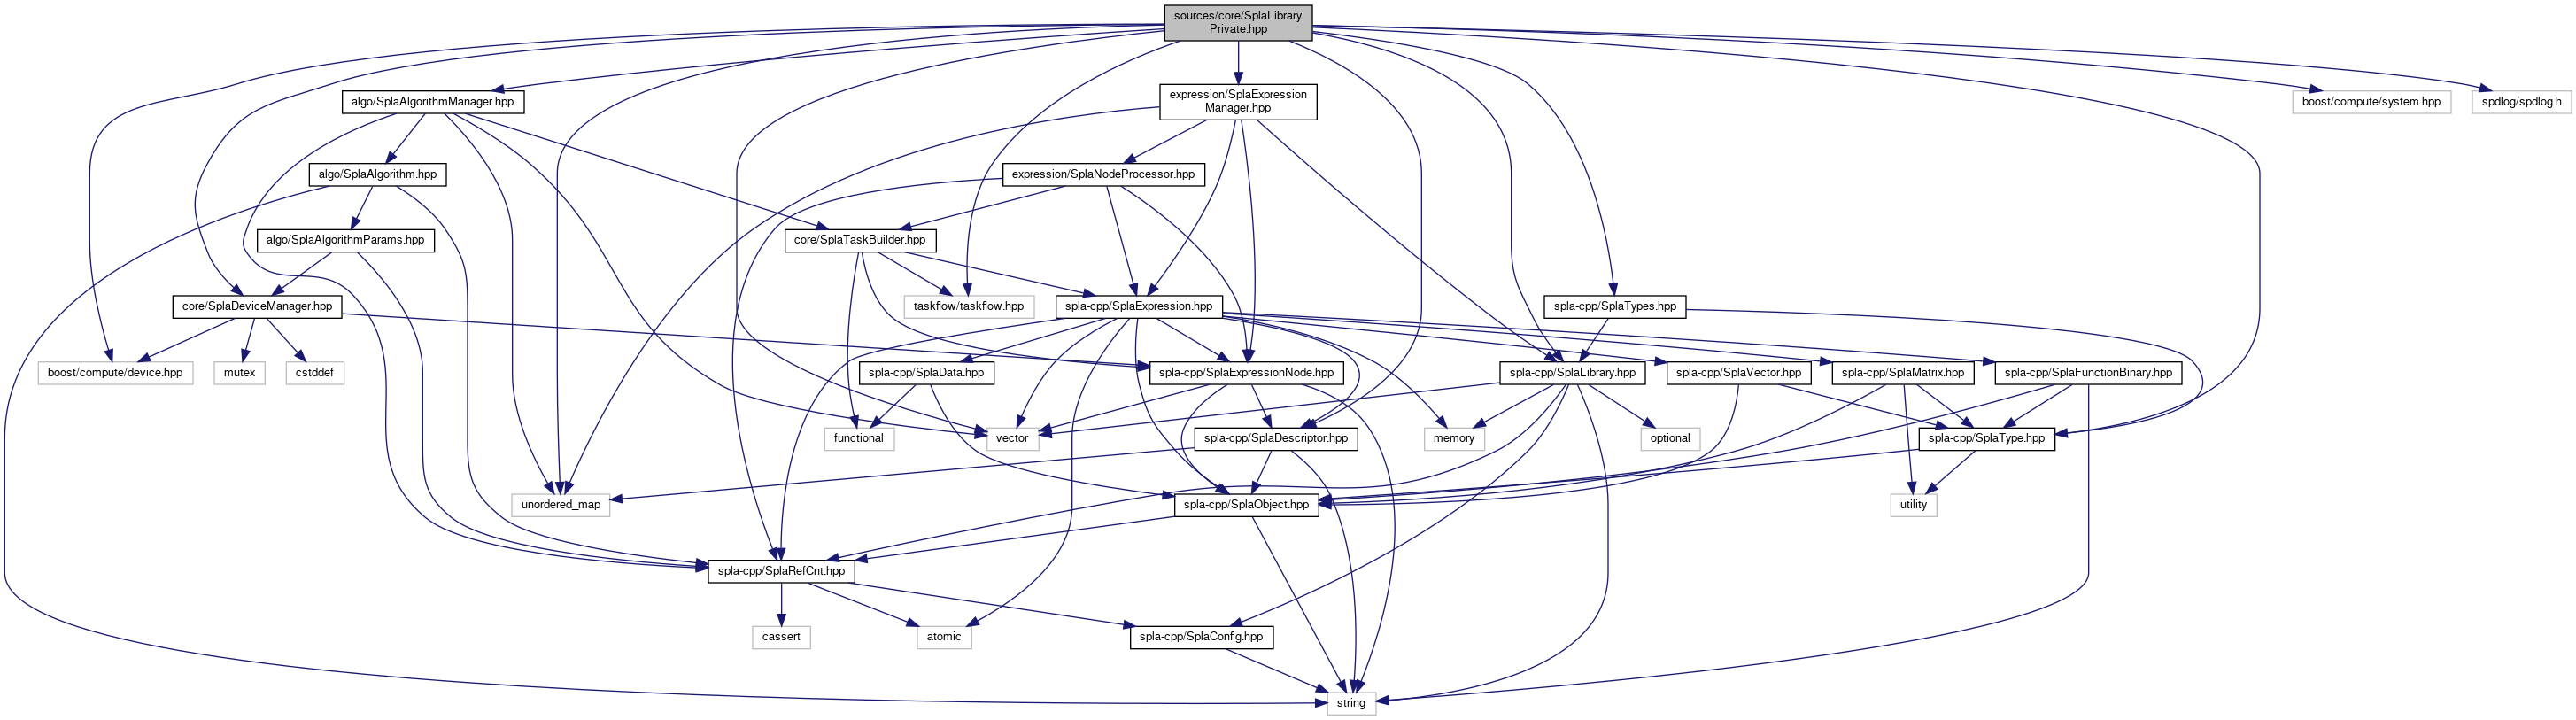 sources/core/SplaLibrary
Private.hpp
algo/SplaAlgorithmManager.hpp
expression/SplaExpression
Manager.hpp
boost/compute/system.hpp
spdlog/spdlog.h
algo/SplaAlgorithm.hpp
expression/SplaNodeProcessor.hpp
algo/SplaAlgorithmParams.hpp
core/SplaTaskBuilder.hpp
core/SplaDeviceManager.hpp
taskflow/taskflow.hpp
spla-cpp/SplaExpression.hpp
spla-cpp/SplaTypes.hpp
boost/compute/device.hpp
mutex
cstddef
spla-cpp/SplaData.hpp
spla-cpp/SplaExpressionNode.hpp
spla-cpp/SplaLibrary.hpp
spla-cpp/SplaVector.hpp
spla-cpp/SplaMatrix.hpp
spla-cpp/SplaFunctionBinary.hpp
functional
vector
spla-cpp/SplaDescriptor.hpp
memory
optional
spla-cpp/SplaType.hpp
unordered_map
spla-cpp/SplaObject.hpp
utility
spla-cpp/SplaRefCnt.hpp
cassert
atomic
spla-cpp/SplaConfig.hpp
string